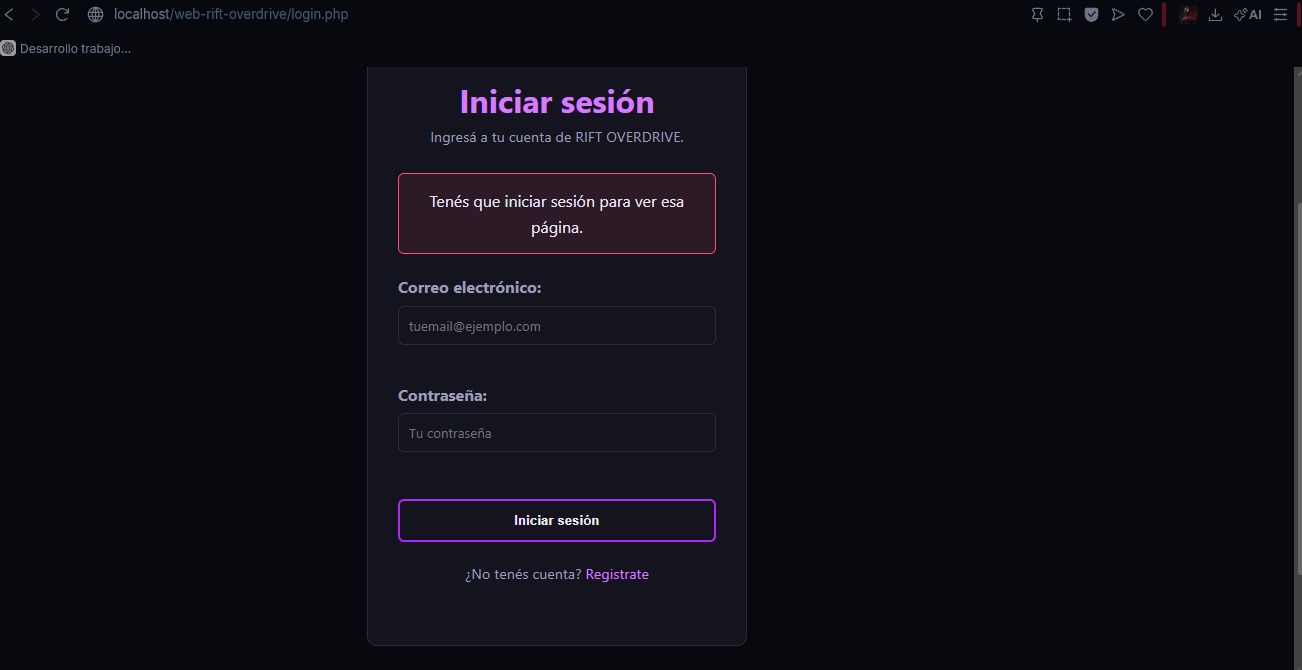 localhost/web-rift-overdrive/login.php
AI
Desarrollo trabajo...
Iniciar sesión
Ingresá a tu cuenta de RIFT OVERDRIVE.
Tenés que iniciar sesión para ver esa
página.
Correo electrónico:
tuemail@ejemplo.com
Contraseña:
Tu contraseña
Iniciar sesión
¿No tenés cuenta? Registrate